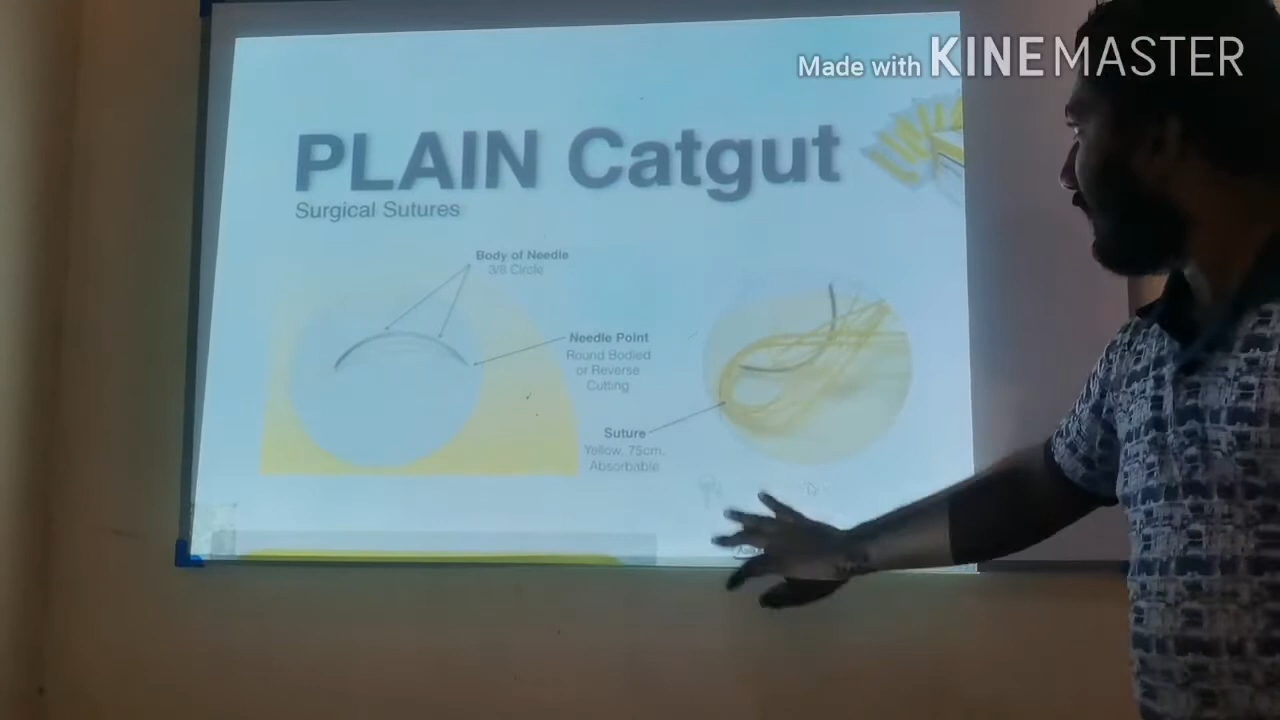 Made with KINEMASTER
PLAIN Catgut
Surgical Sutures
Body of Needle
3/8 Circle
Needle Point
Round Bodied
or Reverse
Cutting
Suture
Yellow, 75cm,
Absorbable